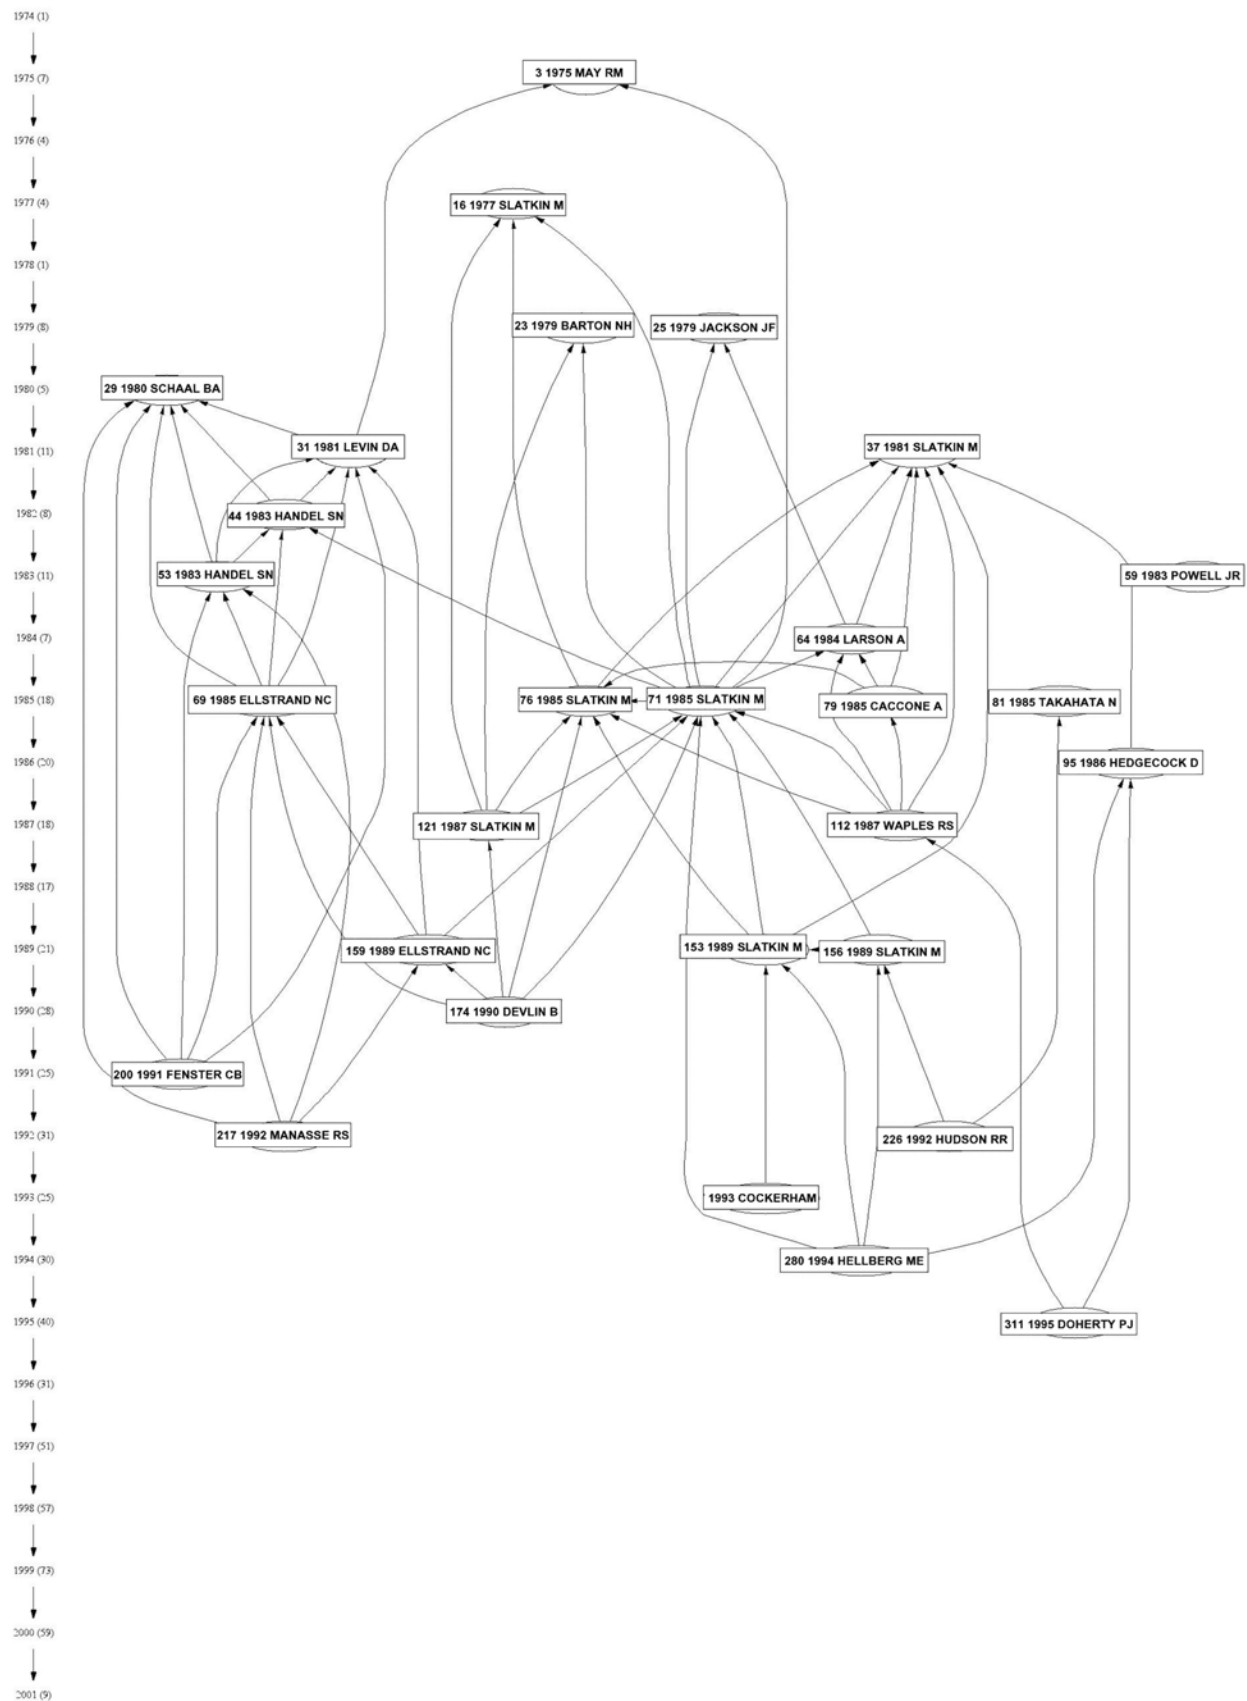 1974 (1)
1975 (7)
3 1975 MAY RM
1976 (4)
1977 (4)
16 1977 SLATKIN M
1978 (1)
1979 (8)
23 1979 BARTON NH
25 1979 JACKSON JF
1980 (5)
29 1980 SCHAAL BA
1981 (11)
31 1981 LEVIN DA
37 1981 SLATKIN M
1982 (8)
44 1983 HANDEL SN
1983 (11)
53 1983 HANDEL SN
59 1983 POWELL JR
1984 (7)
64 1984 LARSON A
1985 (18)
69 1985 ELLSTRAND NC
76 1985 SLATKIN M
71 1985 SLATKIN M
79 1985 CACCONE A
81 1985 TAKAHATA N
1986 (20)
95 1986 HEDGECOCK D
1987 (18)
121 1987 SLATKIN M
112 1987 WAPLES RS
1988 (17)
1989 (21)
159 1989 ELLSTRAND NC
153 1989 SLATKIN M
156 1989 SLATKIN M
1990 (28)
174 1990 DEVLIN B
1991 (25)
200 1991 FENSTER CB
1992 (31)
217 1992 MANASSE RS
226 1992 HUDSON RR
1993 (25)
1993 COCKERHAM
1994 (30)
280 1994 HELLBERG ME
1995 (40)
311 1995 DOHERTY PJ
1996 (31)
1997 (51)
1998 (57)
1999 (73)
2000 (59)
2001 (9)